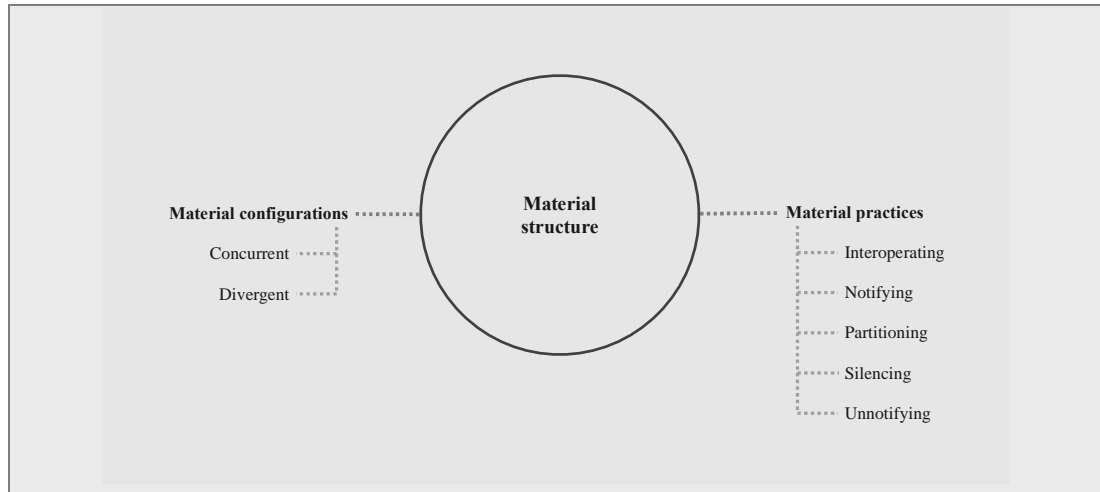 Material
structure
Material configurations
Concurrent
Divergent
Material practices
Interoperating
Notifying
Partitioning
Silencing
Unnotifying